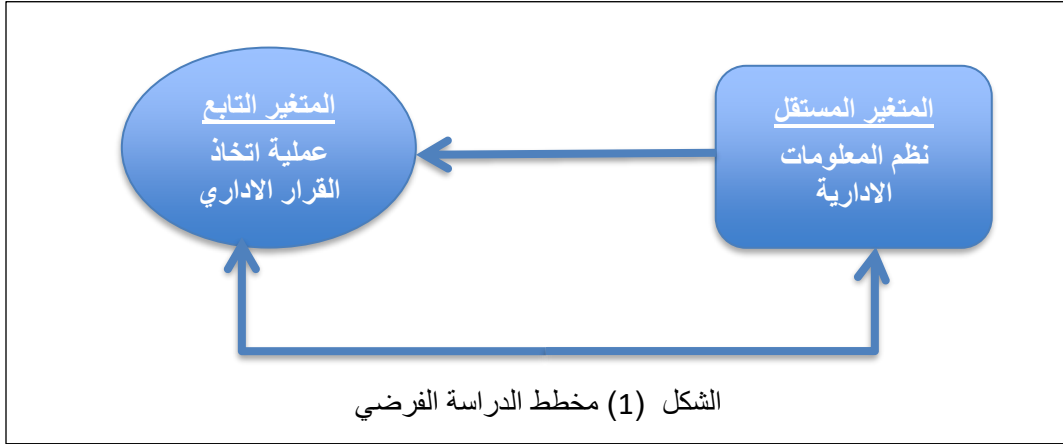 المتغير المستقل
نظم المعلومات
الادارية
المتغير التابع
عملية اتخاذ
القرار الاداري
الشكل (1) مخطط الدراسة الفرضي